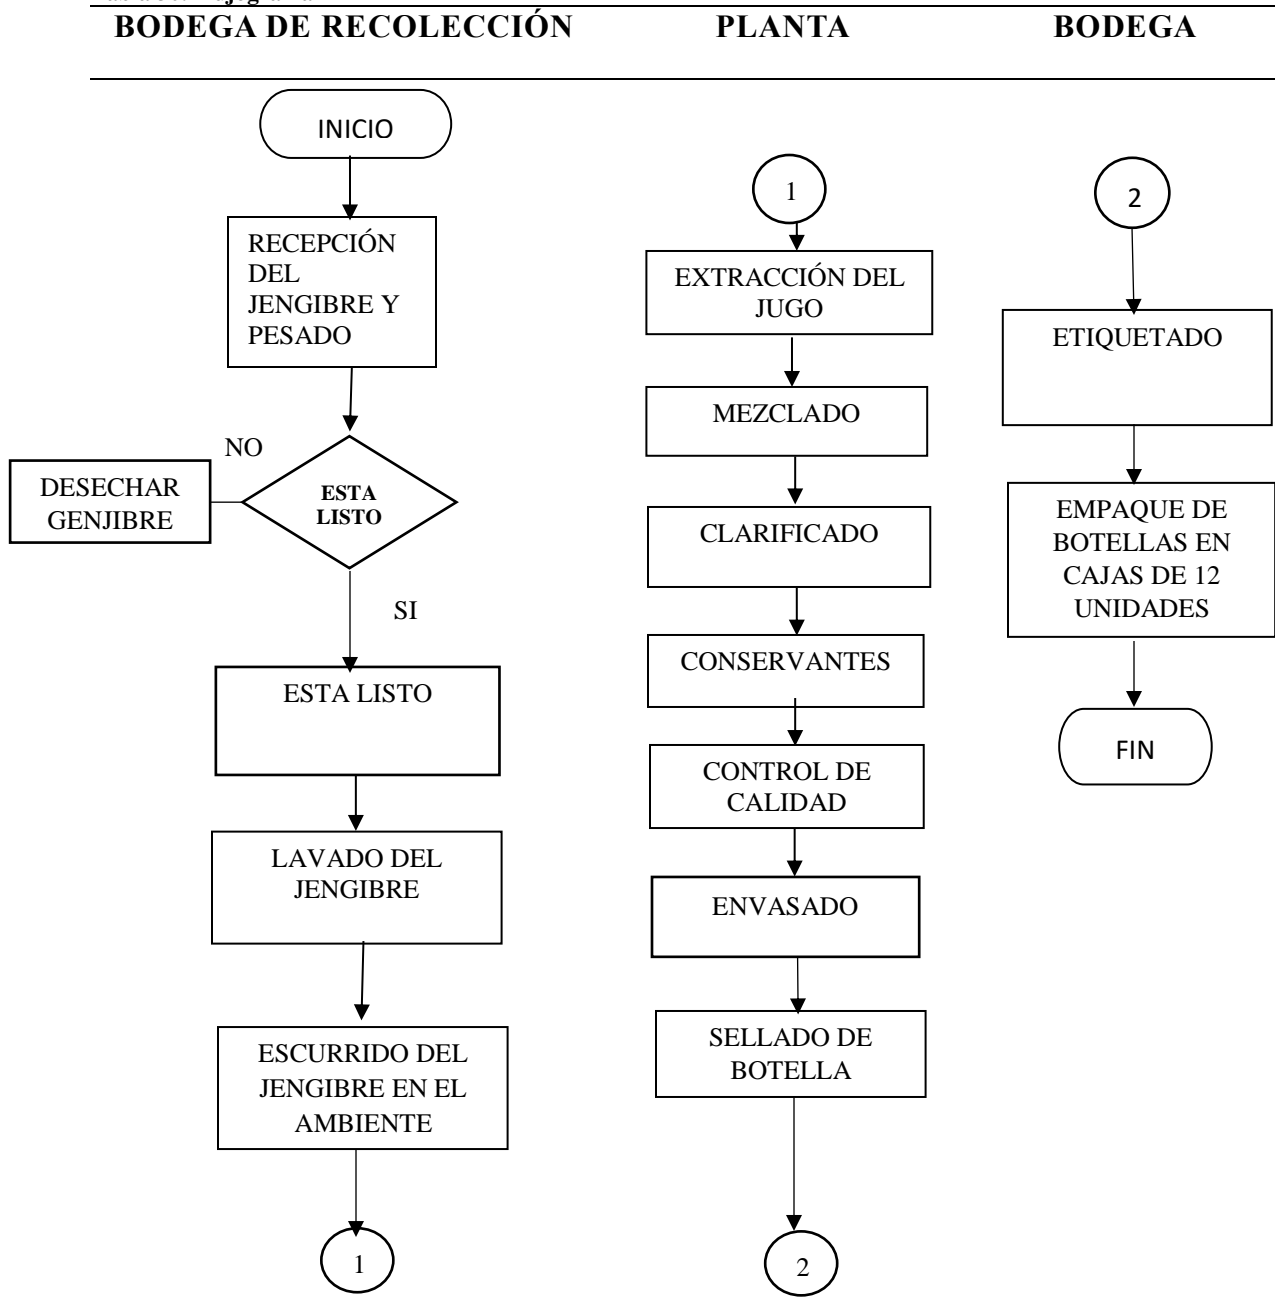 BODEGA DE RECOLECCIÓN
PLANTA
BODEGA
INICIO
RECEPCIÓN
DEL
JENGIBRE Y
PESADO
NO
DESECHAR
GENJIBRE
ESTA
LISTO
SI
ESTA LISTO
LAVADO DEL
JENGIBRE
ESCURRIDO DEL
JENGIBRE EN EL
AMBIENTE
1
1
EXTRACCIÓN DEL
JUGO
MEZCLADO
CLARIFICADO
CONSERVANTES
CONTROL DE
CALIDAD
ENVASADO
SELLADO DE
BOTELLA
2
2
ETIQUETADO
EMPAQUE DE
BOTELLAS EN
CAJAS DE 12
UNIDADES
FIN